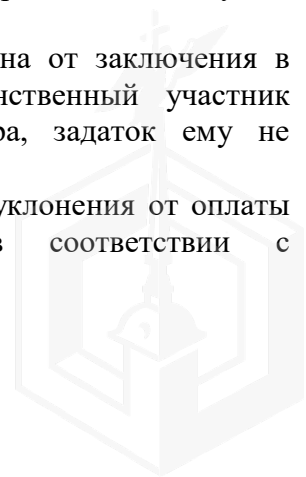 на от заключения в
нственный участник
ра, задаток ему не
уклонения от оплаты
в соответствии с